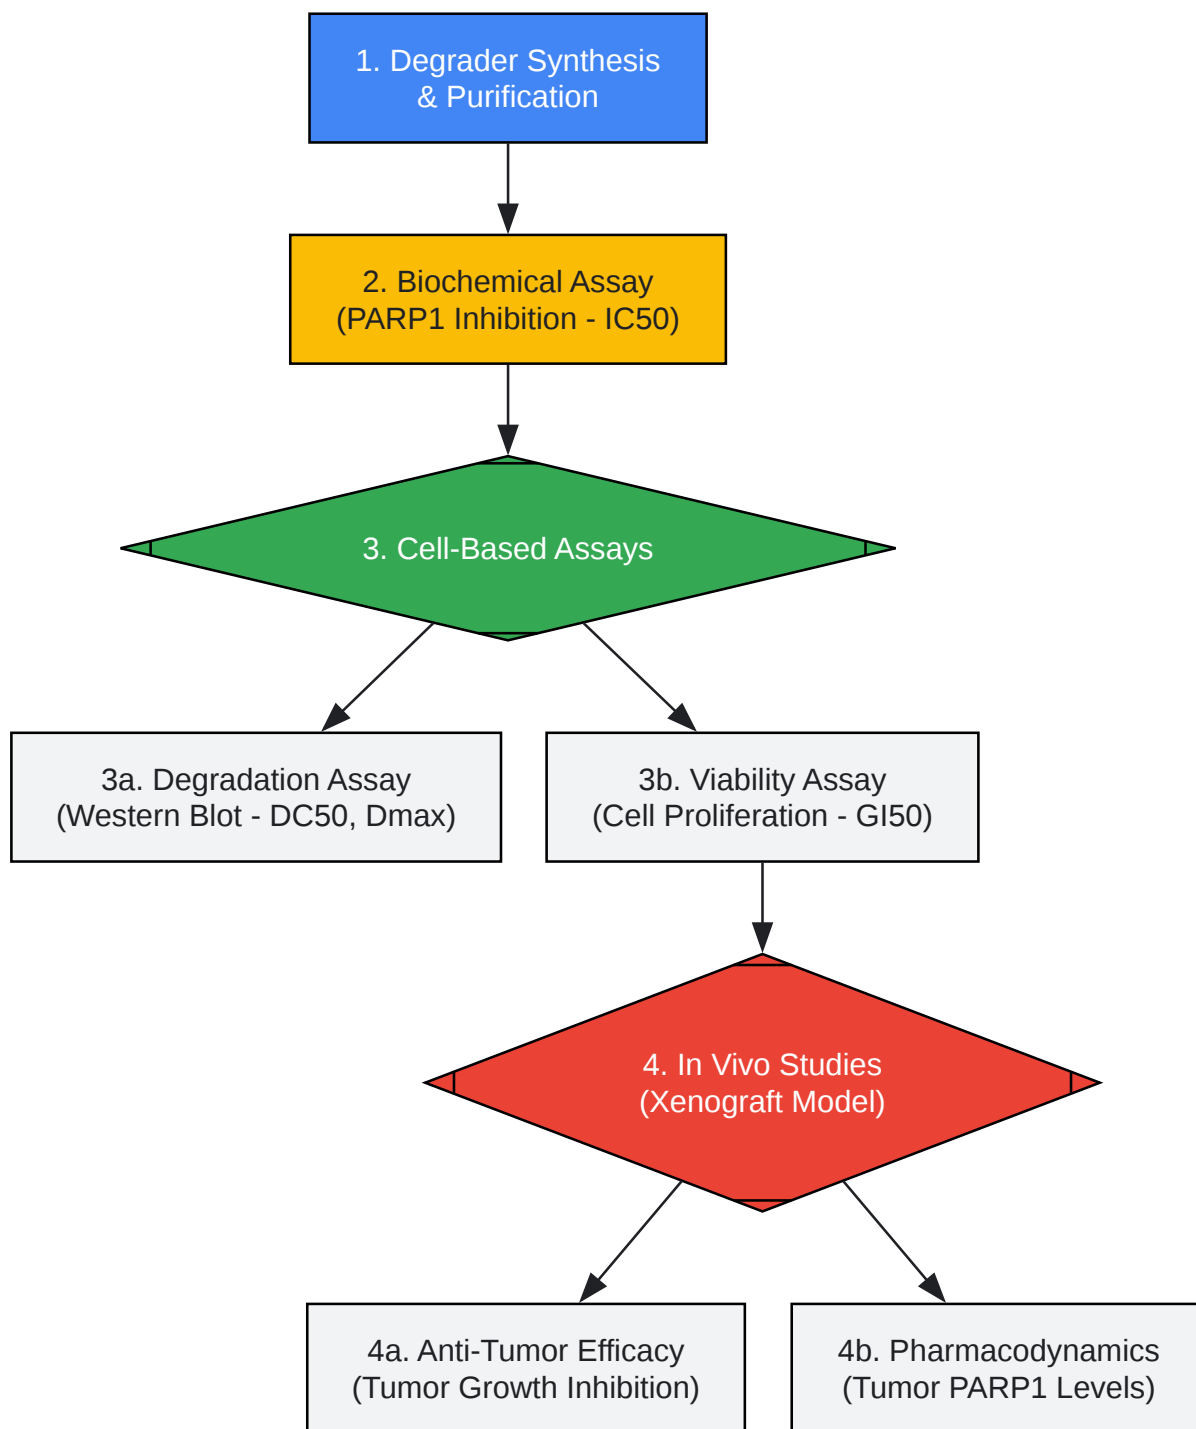 1. Degrader Synthesis
& Purification
2. Biochemical Assay
(PARP1 Inhibition - IC50)
3. Cell-Based Assays
3a. Degradation Assay
(Western Blot - DC50, Dmax)
3b. Viability Assay
(Cell Proliferation - GI50)
4. In Vivo Studies
(Xenograft Model)
4a. Anti-Tumor Efficacy
(Tumor Growth Inhibition)
4b. Pharmacodynamics
(Tumor PARP1 Levels)